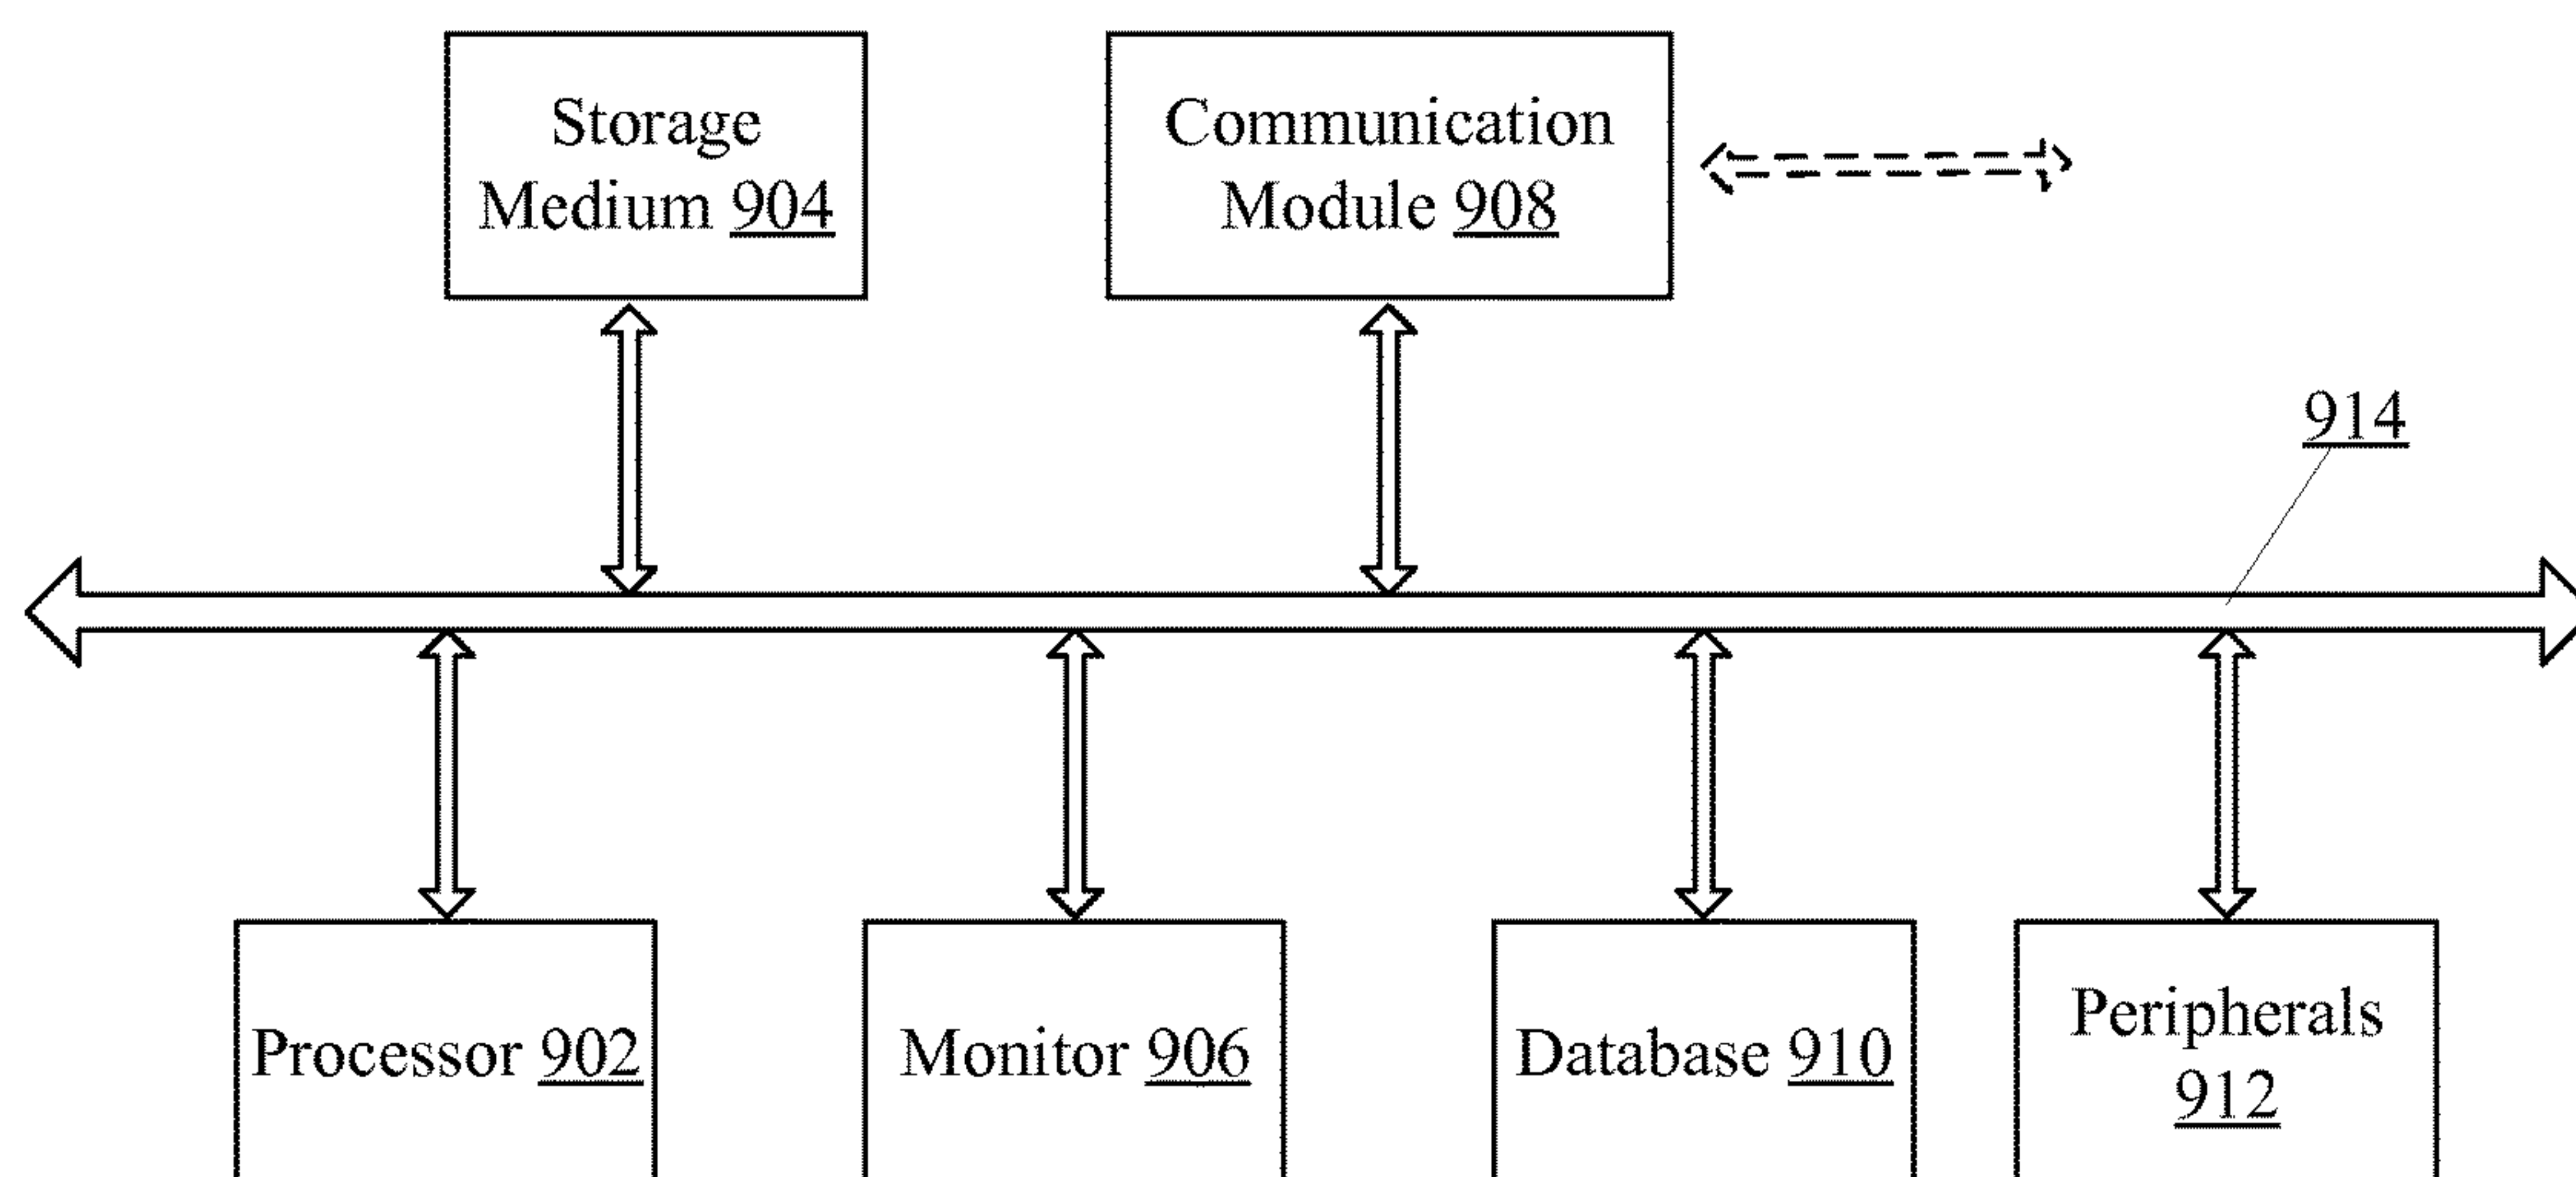 Storage
Medium 904
Communication
Module 908
914
Processor 902
Monitor 906
Database 910
Peripherals
912